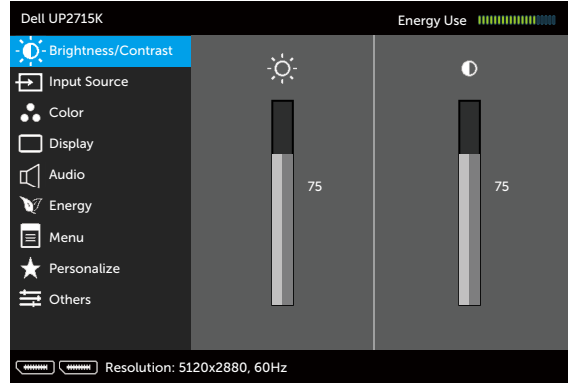 Dell UP2715K
Energy Use
Brightness/Contrast
Input Source
Color
Display
Audio
Energy
Menu
Personalize
Others
75
75
Resolution: 5120x2880, 60Hz